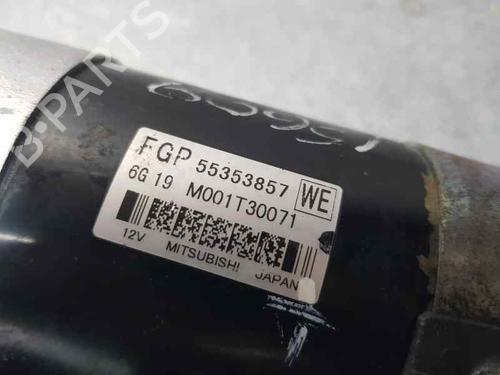 B-PARTS
FGP 55353857 WE
6G 19 M001T30071
12V MITSUBISHI JAPAN